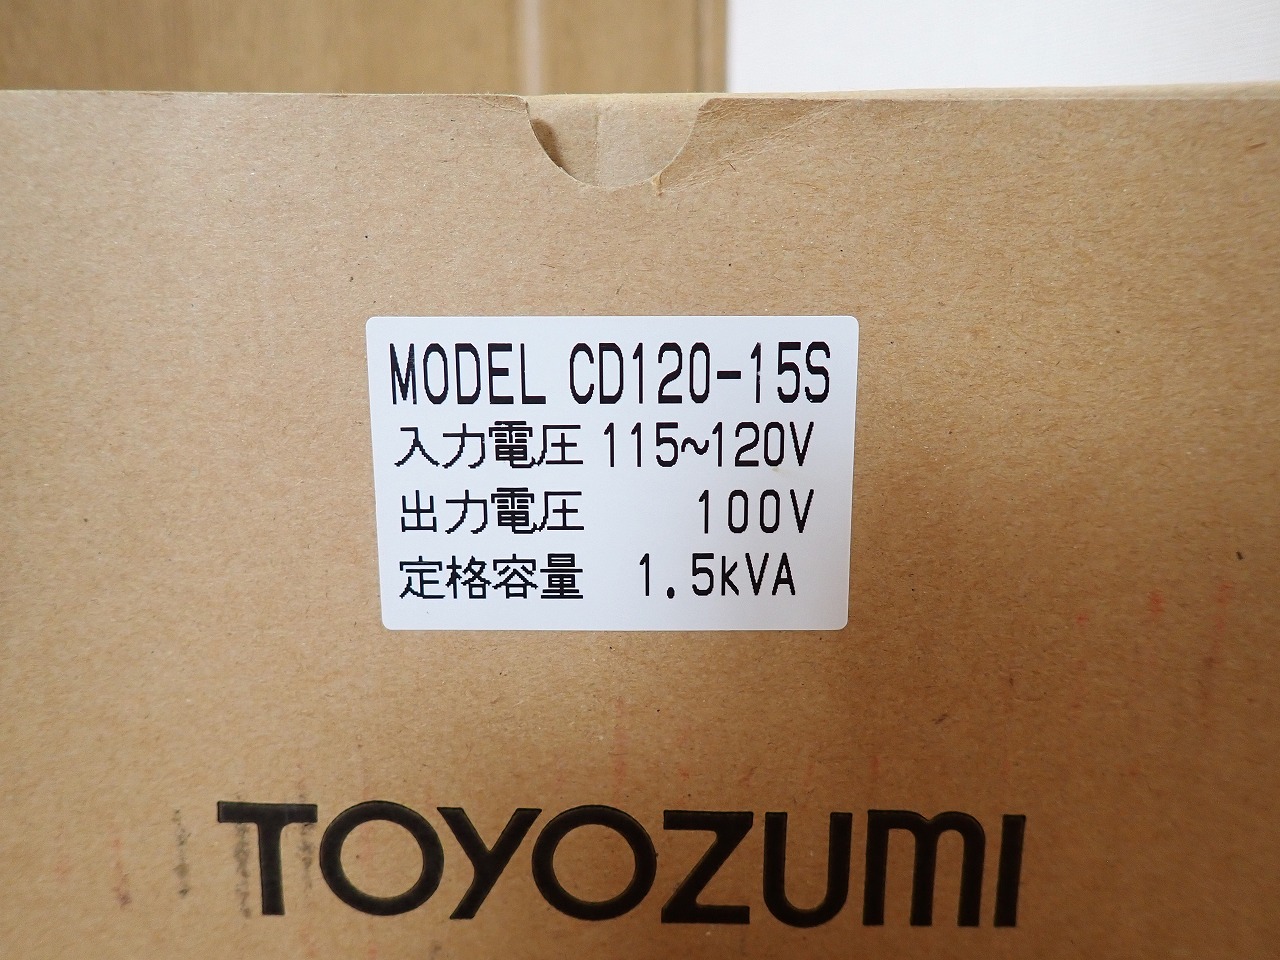 MODEL CD120-15S
入力電圧 115~120V
出力電圧 100V
定格容量 1.5kVA
TOYOZUMI